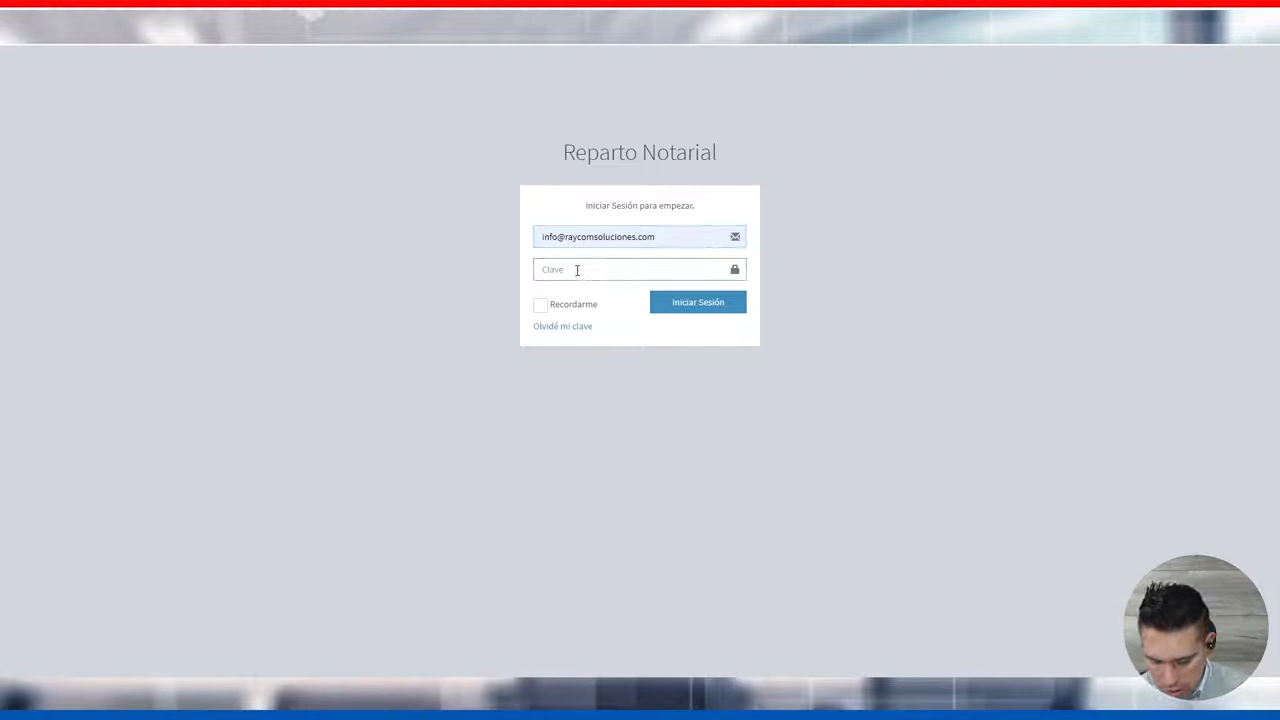 Reparto Notarial
Iniciar Sesión para empezar.
info@raycomsoluciones.com
Clave
Recordarme
Iniciar Sesión
Olvidé mi clave